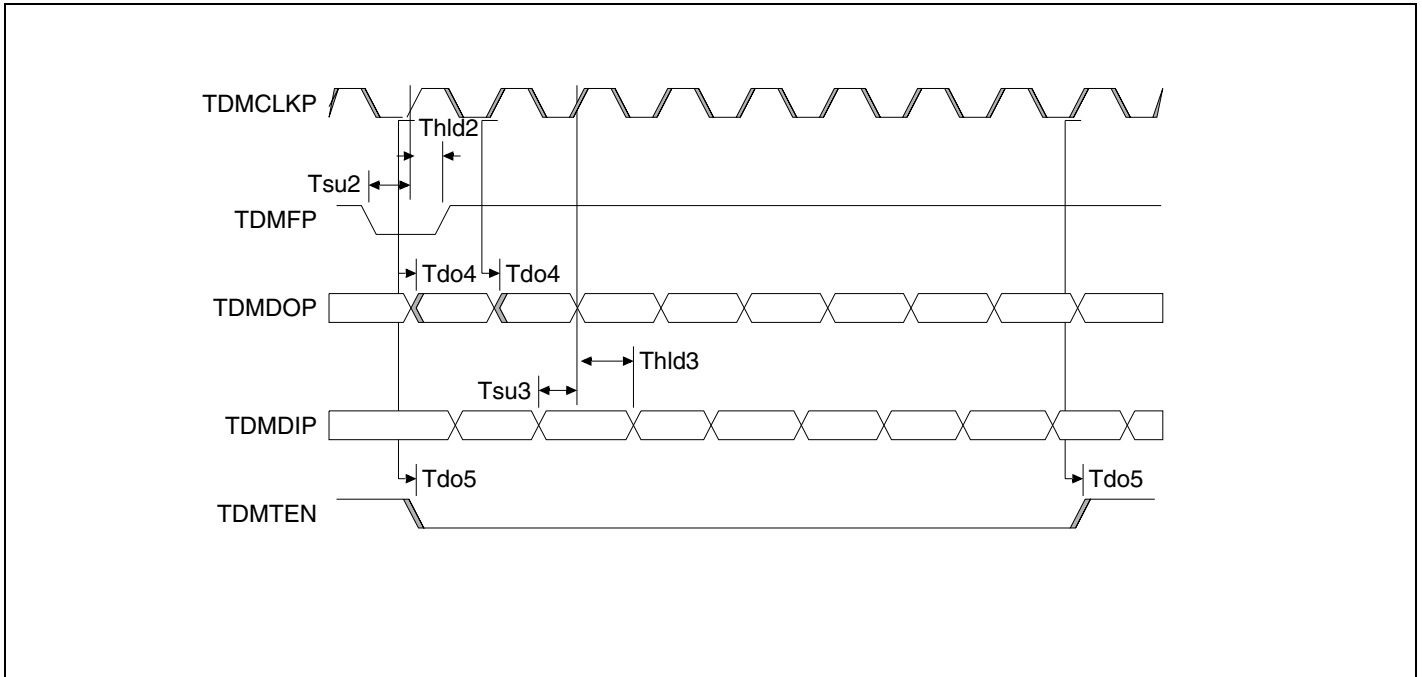 TDMCLKP
Thld2
Tsu2
TDMFP
Tdo4 Tdo4
TDMDOP
Thld3
Tsu3
TDMDIP
Tdo5 Tdo5
TDMTEN